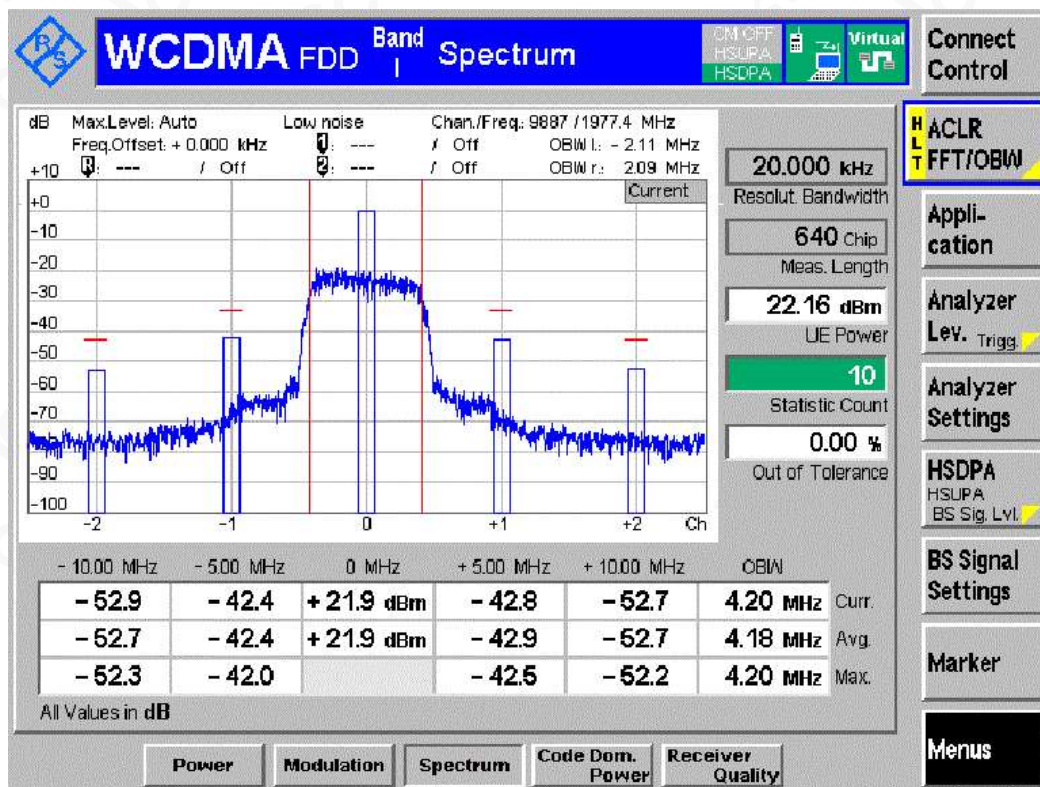 R&S
WCDMA FDD Band I Spectrum
CM OFF
HSUPA
HSDPA
Virtual
Connect Control
dB Max.Level: Auto Low noise Chan./Freq.: 9887 / 1977.4 MHz
Freq.Offset: + 0.000 kHz 1: --- / Off OBW l.: - 2.11 MHz
R: --- / Off 2: --- / Off OBW r.: 2.09 MHz
Current
+10
+0
-10
-20
-30
-40
-50
-60
-70
-90
-100
-2 -1 0 +1 +2 Ch
20.000 kHz
Resolut. Bandwidth
640 Chip
Meas. Length
22.16 dBm
UE Power
10
Statistic Count
0.00 %
Out of Tolerance
- 10.00 MHz - 5.00 MHz 0 MHz + 5.00 MHz + 10.00 MHz OBW
- 52.9 - 42.4 + 21.9 dBm - 42.8 - 52.7 4.20 MHz Curr.
- 52.7 - 42.4 + 21.9 dBm - 42.9 - 52.7 4.18 MHz Avg.
- 52.3 - 42.0 - 42.5 - 52.2 4.20 MHz Max.
All Values in dB
HLT
ACLR
FFT/OBW
Appli-
cation
Analyzer
Lev. Trigg.
Analyzer
Settings
HSDPA
HSUPA
BS Sig. Lvl.
BS Signal
Settings
Marker
Menus
Power
Modulation
Spectrum
Code Dom.
Power
Receiver
Quality